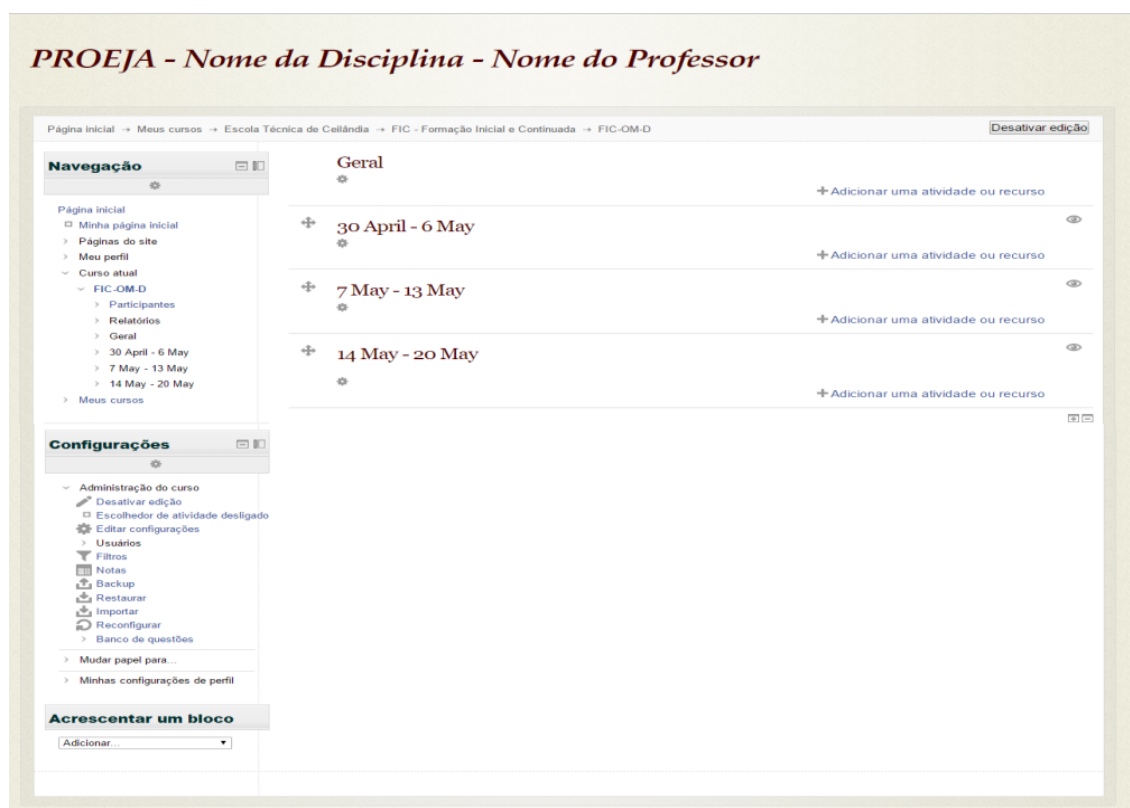 PROEJA - Nome da Disciplina - Nome do Professor
Página inicial → Meus cursos → Escola Técnica de Ceilândia → FIC - Formação Inicial e Continuada → FIC-OM-D
Desativar edição
Navegação
Página inicial
Minha página inicial
Páginas do site
Meu perfil
Curso atual
FIC-OM-D
Participantes
Relatórios
Geral
30 April - 6 May
7 May - 13 May
14 May - 20 May
Meus cursos
Configurações
Administração do curso
Desativar edição
Escolhedor de atividade desligado
Editar configurações
Usuários
Filtros
Notas
Backup
Restaurar
Importar
Reconfigurar
Banco de questões
Mudar papel para...
Minhas configurações de perfil
Acrescentar um bloco
Adicionar...
Geral
Adicionar uma atividade ou recurso
30 April - 6 May
Adicionar uma atividade ou recurso
7 May - 13 May
Adicionar uma atividade ou recurso
14 May - 20 May
Adicionar uma atividade ou recurso